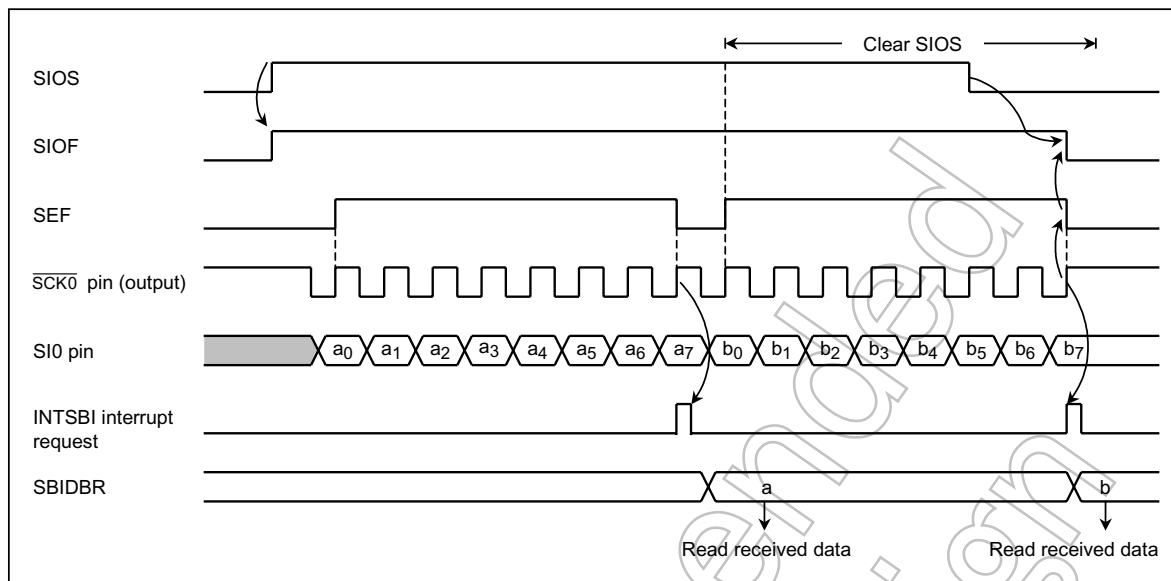 Clear SIOS
SIOS
SIOF
SEF
SCK0 pin (output)
SI0 pin
a0 a1 a2 a3 a4 a5 a6 a7 b0 b1 b2 b3 b4 b5 b6 b7
INTSBI interrupt
request
SBIDBR
a b
Read received data Read received data